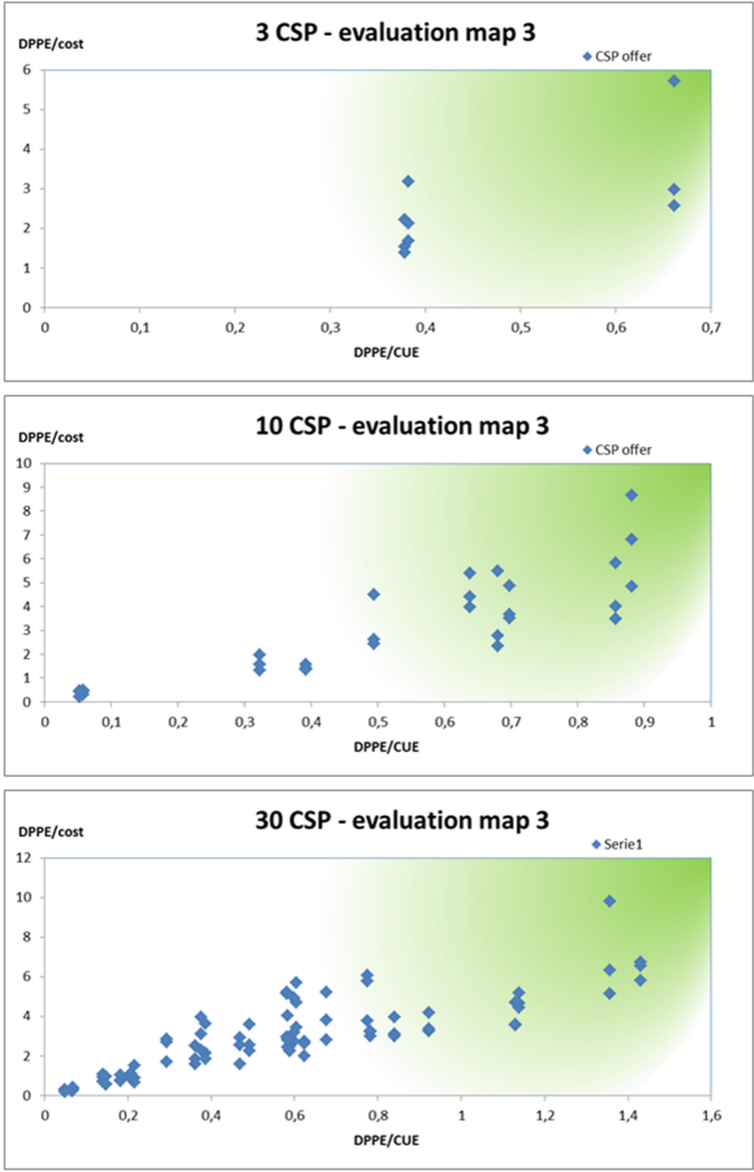 3 CSP - evaluation map 3
DPPE/cost
CSP offer
6
5
4
3
2
1
0
0 0,1 0,2 0,3 0,4 0,5 0,6 0,7
DPPE/CUE
10 CSP - evaluation map 3
DPPE/cost
CSP offer
10
9
8
7
6
5
4
3
2
1
0
0 0,1 0,2 0,3 0,4 0,5 0,6 0,7 0,8 0,9 1
DPPE/CUE
30 CSP - evaluation map 3
DPPE/cost
Serie1
12
10
8
6
4
2
0
0 0,2 0,4 0,6 0,8 1 1,2 1,4 1,6
DPPE/CUE